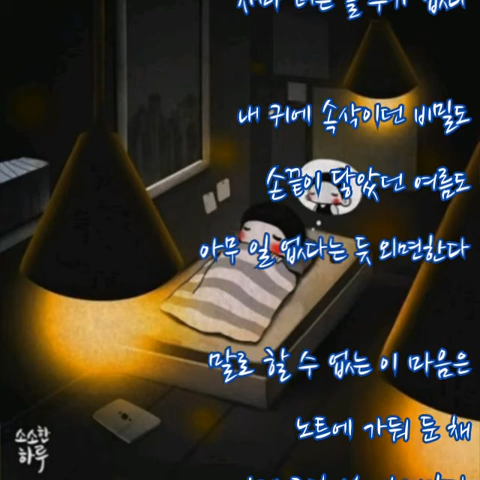 내 귀에 속삭이던 비밀도
손끝이 닿았던 여름도
아무 일 없다는 듯 외면한다
말로 할 수 없는 이 마음은
노트에 가둬 둔 채
소소한
하루